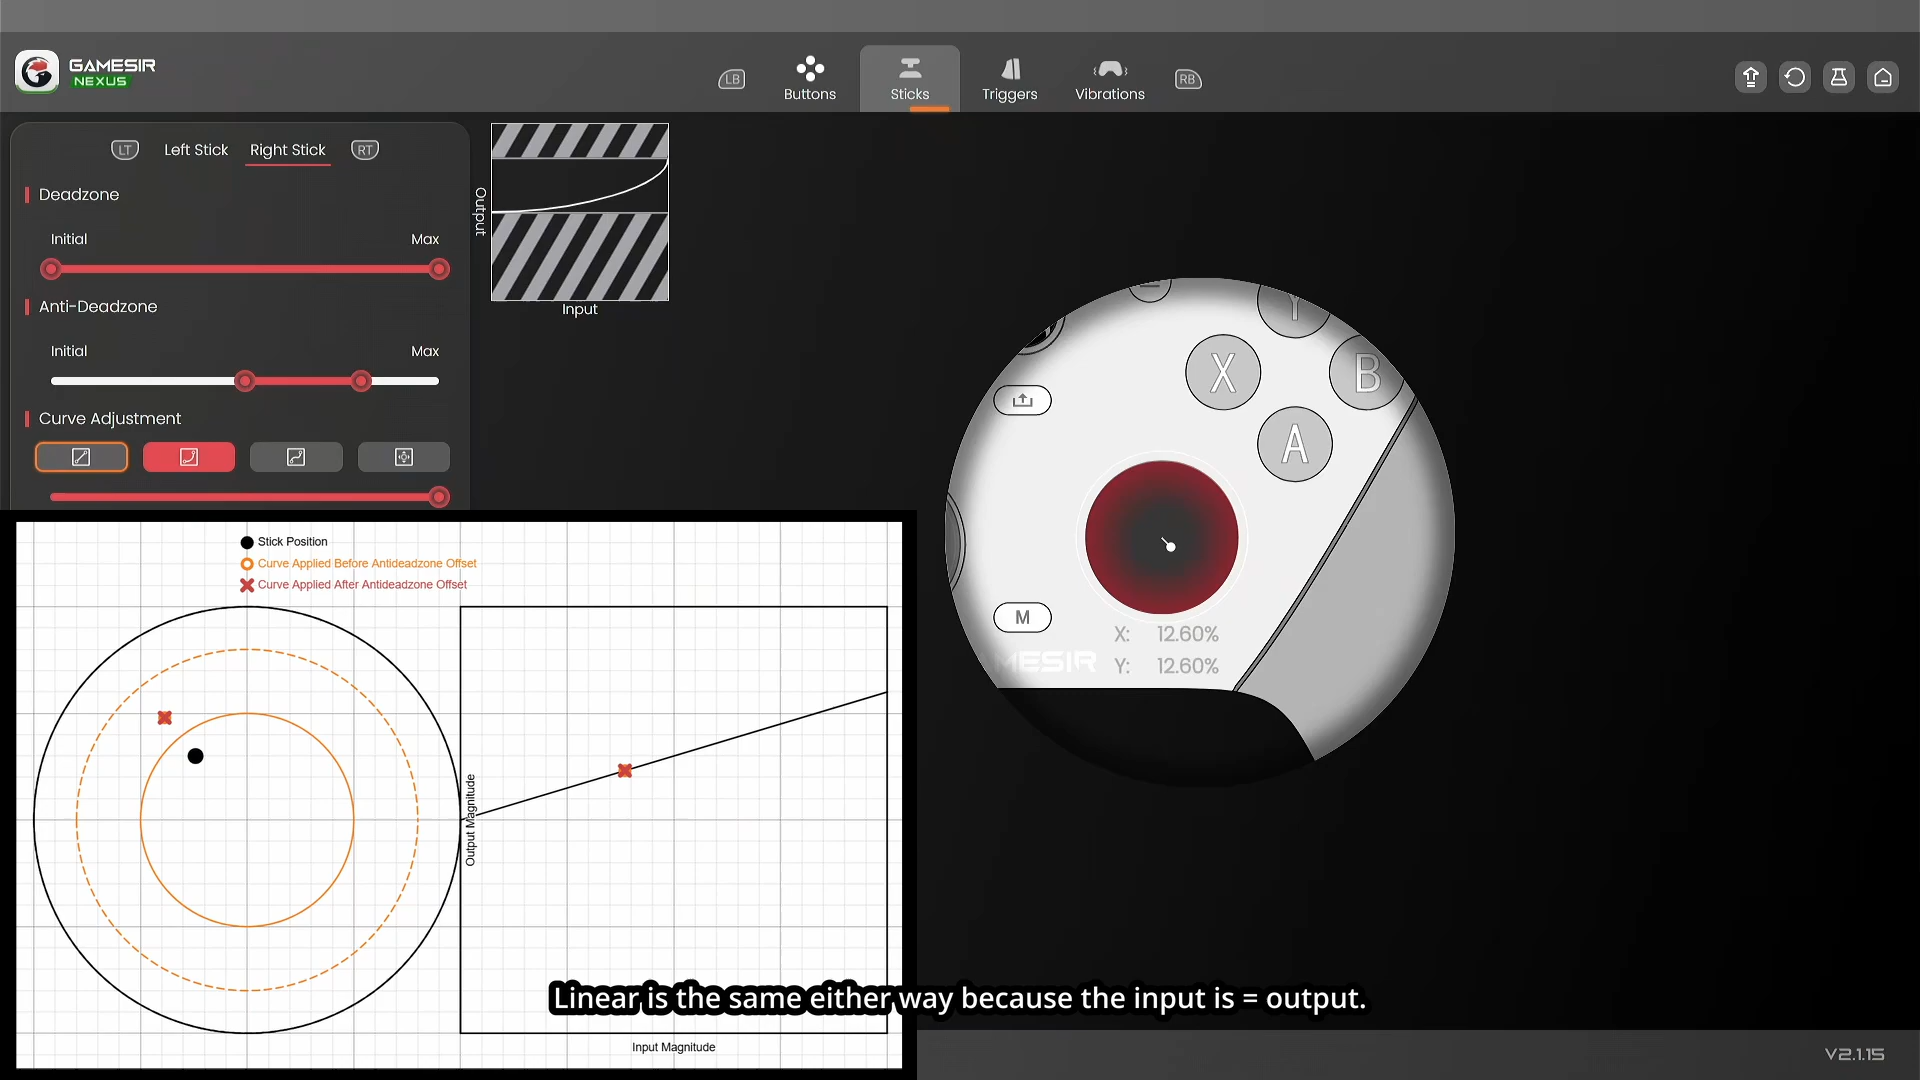 GAMESIR
NEXUS
LB
Buttons
Sticks
Triggers
Vibrations
RB
LT
Left Stick
Right Stick
RT
Deadzone
Initial
Max
Anti-Deadzone
Initial
Max
Curve Adjustment
Output
Input
Y
X
B
A
M
X: 12.60%
Y: 12.60%
AMESIR
Stick Position
Curve Applied Before Antideadzone Offset
Curve Applied After Antideadzone Offset
Output Magnitude
Input Magnitude
Linear is the same either way because the input is = output.
V2.1.15